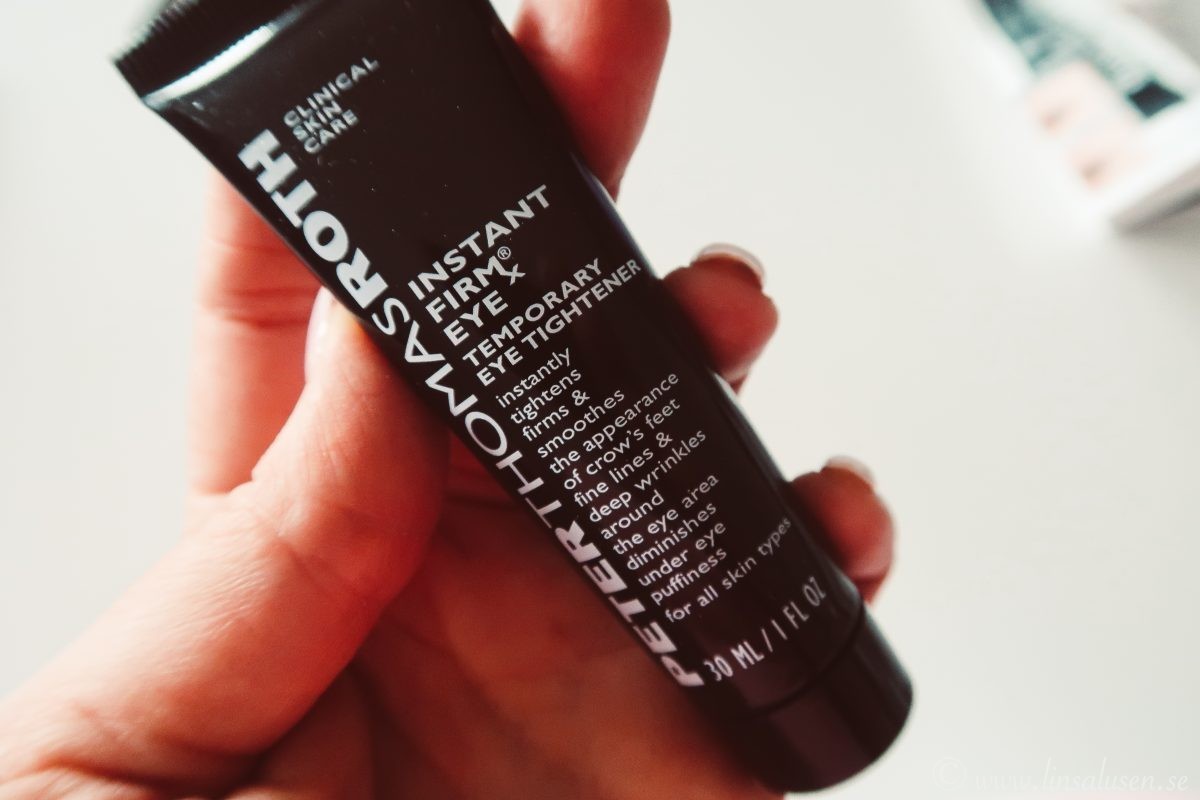 PETER THOMAS ROTH
CLINICAL
SKIN
CARE
INSTANT
FIRM®x
EYE
TEMPORARY
EYE TIGHTENER
instantly
tightens
firms &
smoothes
the appearance
of crow's feet
fine lines &
deep wrinkles
around
the eye area
diminishes
under eye
puffiness
for all skin types
30 ML / 1 FL OZ
© www.linsalusen.se